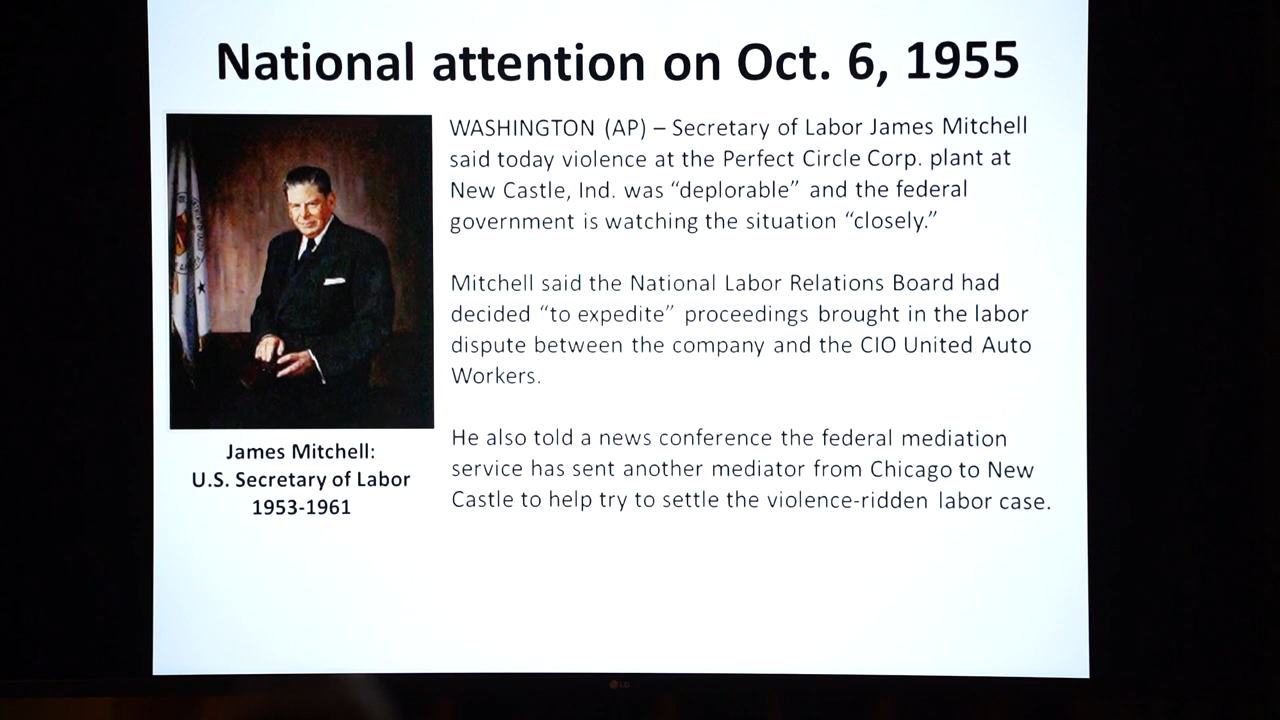 National attention on Oct. 6, 1955
WASHINGTON (AP) – Secretary of Labor James Mitchell
said today violence at the Perfect Circle Corp. plant at
New Castle, Ind. was “deplorable” and the federal
government is watching the situation “closely.”
Mitchell said the National Labor Relations Board had
decided “to expedite” proceedings brought in the labor
dispute between the company and the CIO United Auto
Workers.
He also told a news conference the federal mediation
service has sent another mediator from Chicago to New
Castle to help try to settle the violence-ridden labor case.
James Mitchell:
U.S. Secretary of Labor
1953-1961
LG